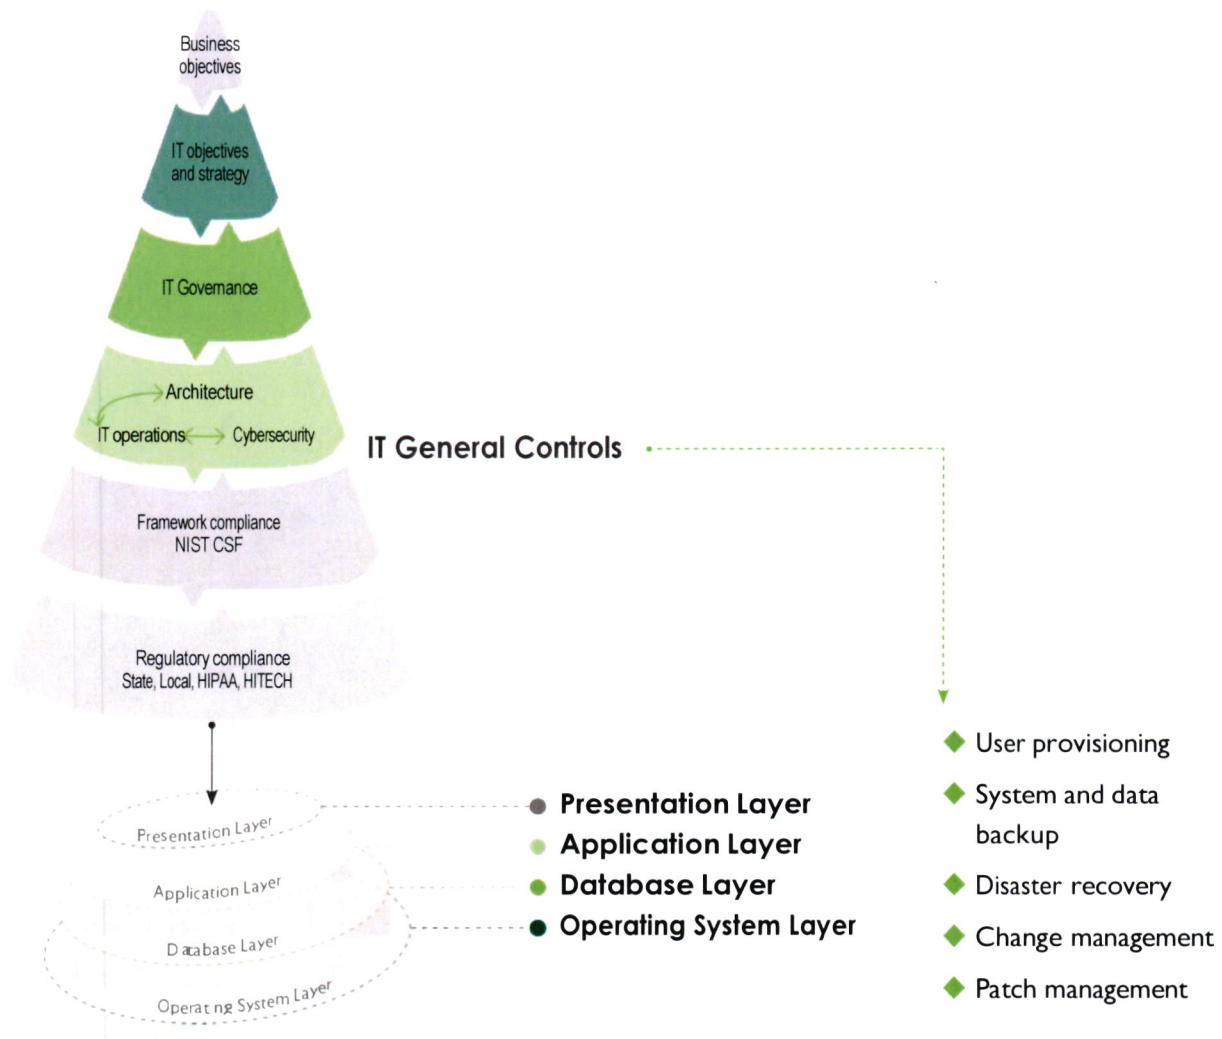 Business
objectives
IT objectives
and strategy
IT Governance
Architecture
IT operations
Cybersecurity
IT General Controls
Framework compliance
NIST CSF
Regulatory compliance
State, Local, HIPAA, HITECH
Presentation Layer
Application Layer
Database Layer
Operating System Layer
Presentation Layer
Application Layer
Database Layer
Operating System Layer
User provisioning
System and data
backup
Disaster recovery
Change management
Patch management